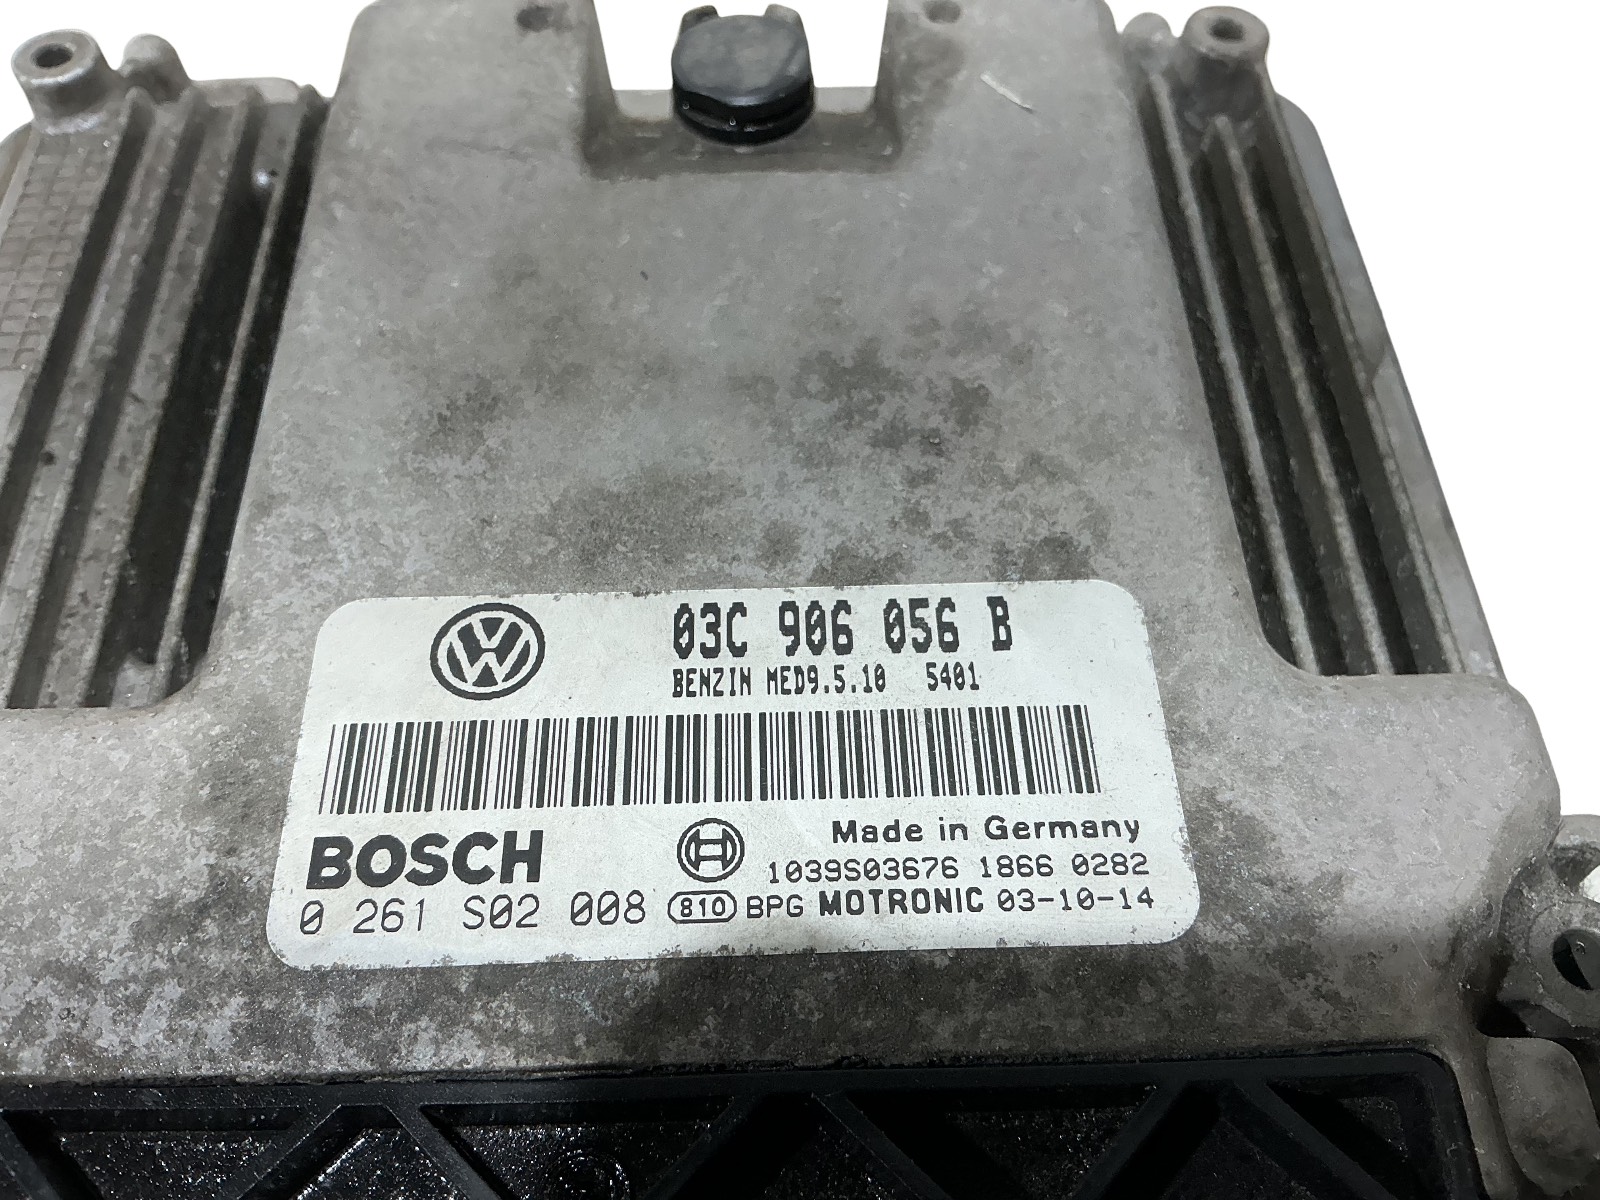 03C 906 056 B
BENZIN MED9.5.10 5401
BOSCH
Made in Germany
1039S03676 1866 0282
0 261 S02 008 810 BPG MOTRONIC 03-10-14